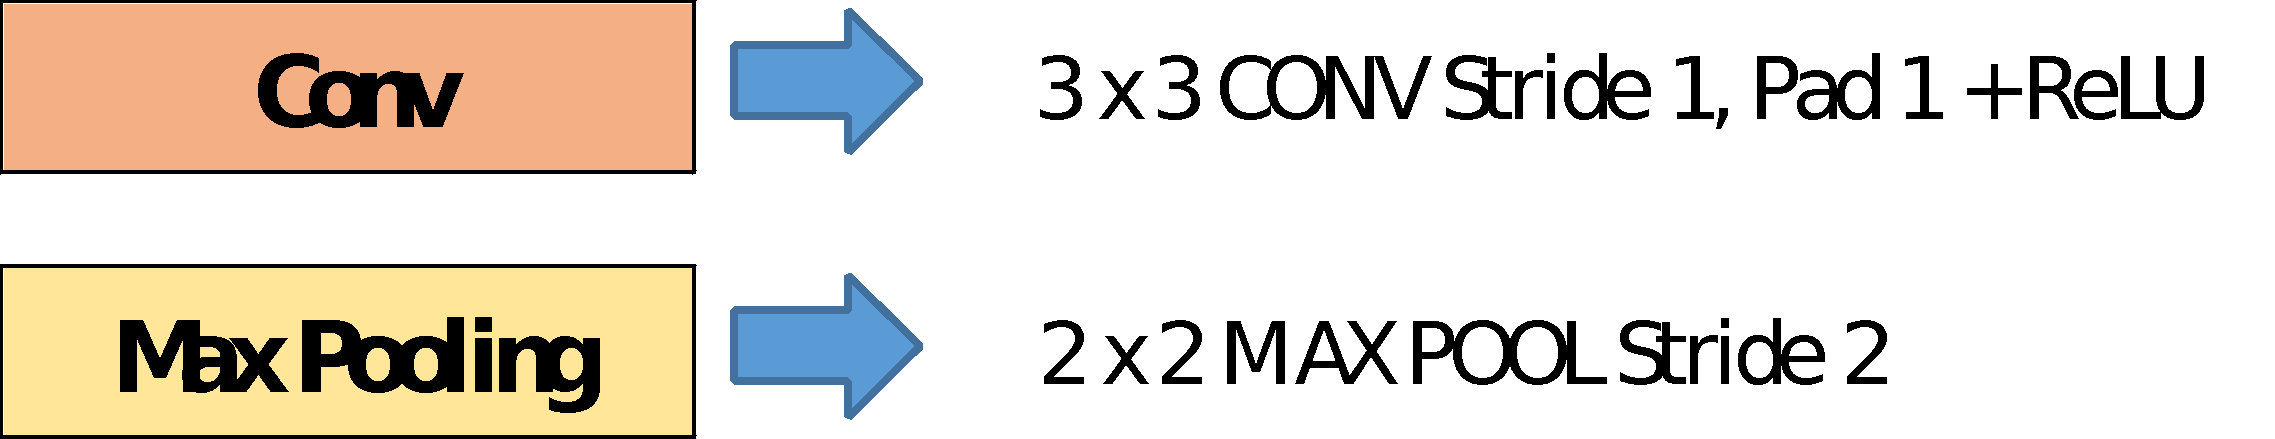 Conv
3 x 3 CONV Stride 1, Pad 1 + ReLU
Max Pooling
2 x 2 MAX POOL Stride 2